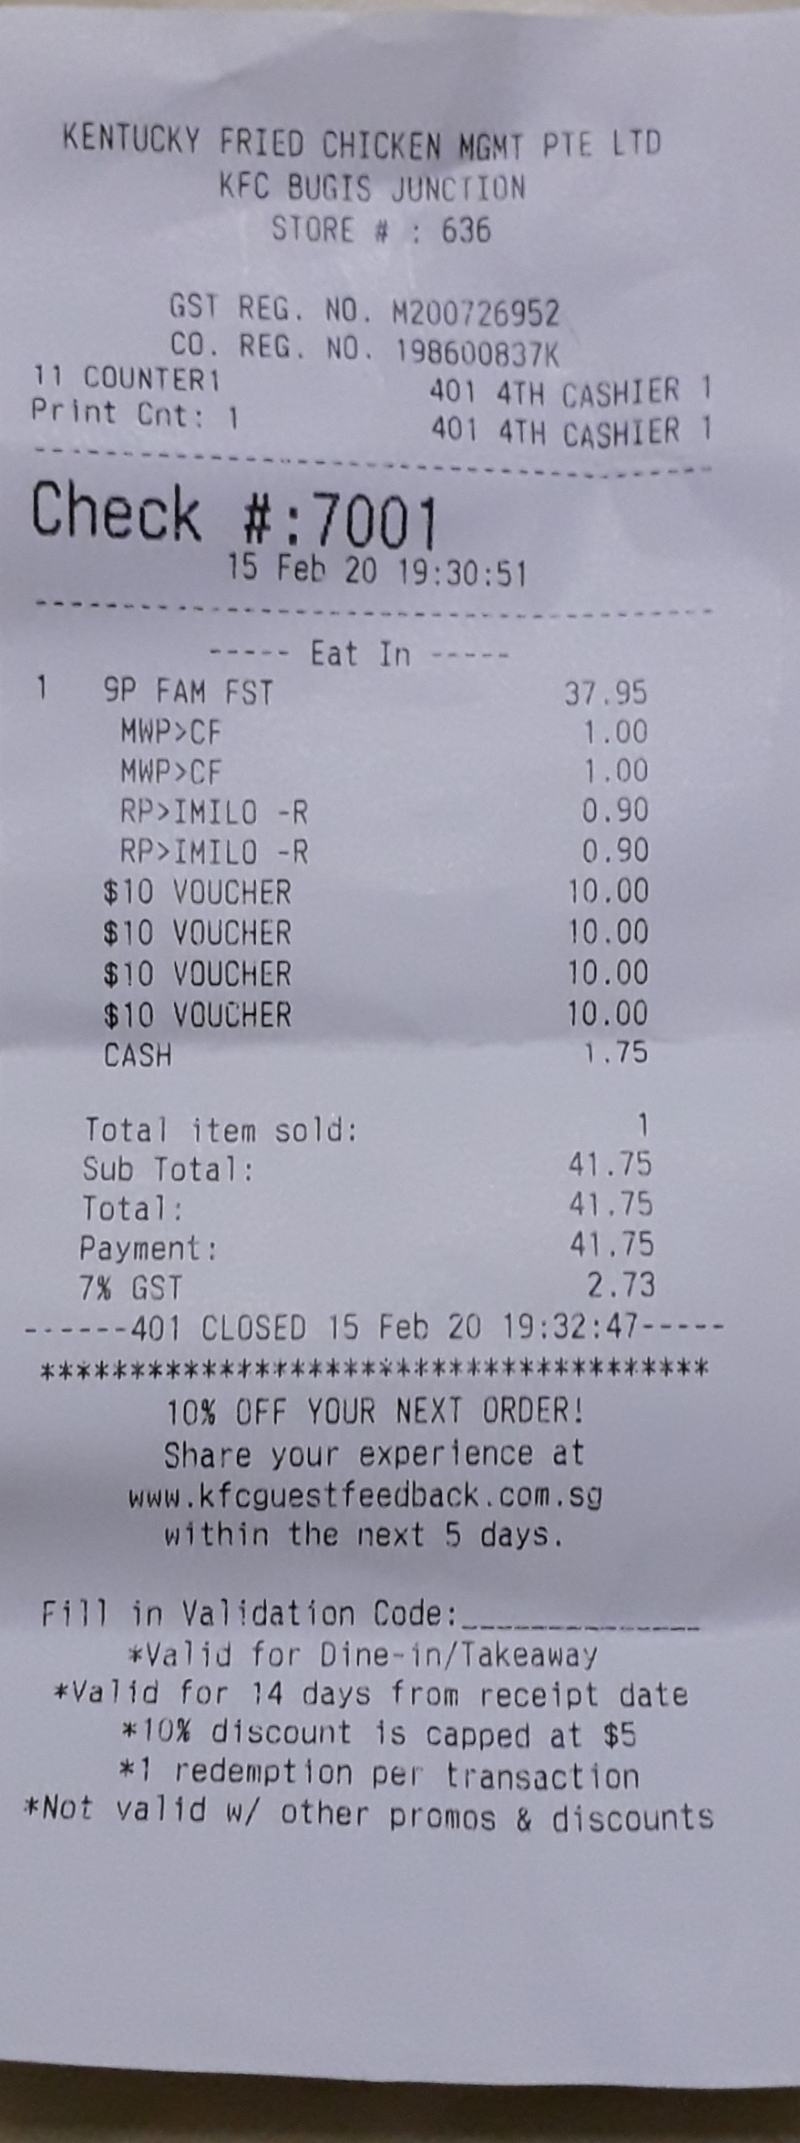 KENTUCKY FRIED CHICKEN MGMT PTE LTD
KFC BUGIS JUNCTION
STORE # : 636
GST REG. NO. M200726952
CO. REG. NO. 198600837K
11 COUNTER1 401 4TH CASHIER 1
Print Cnt: 1 401 4TH CASHIER 1
--------------------------------------
Check #:7001
15 Feb 20 19:30:51
--------------------------------------
----- Eat In -----
1 9P FAM FST 37.95
MWP>CF 1.00
MWP>CF 1.00
RP>IMILO -R 0.90
RP>IMILO -R 0.90
$10 VOUCHER 10.00
$10 VOUCHER 10.00
$10 VOUCHER 10.00
$10 VOUCHER 10.00
CASH 1.75
Total item sold: 1
Sub Total: 41.75
Total: 41.75
Payment: 41.75
7% GST 2.73
------401 CLOSED 15 Feb 20 19:32:47-----
**************************************
10% OFF YOUR NEXT ORDER!
Share your experience at
www.kfcguestfeedback.com.sg
within the next 5 days.
Fill in Validation Code:______________
*Valid for Dine-in/Takeaway
*Valid for 14 days from receipt date
*10% discount is capped at $5
*1 redemption per transaction
*Not valid w/ other promos & discounts